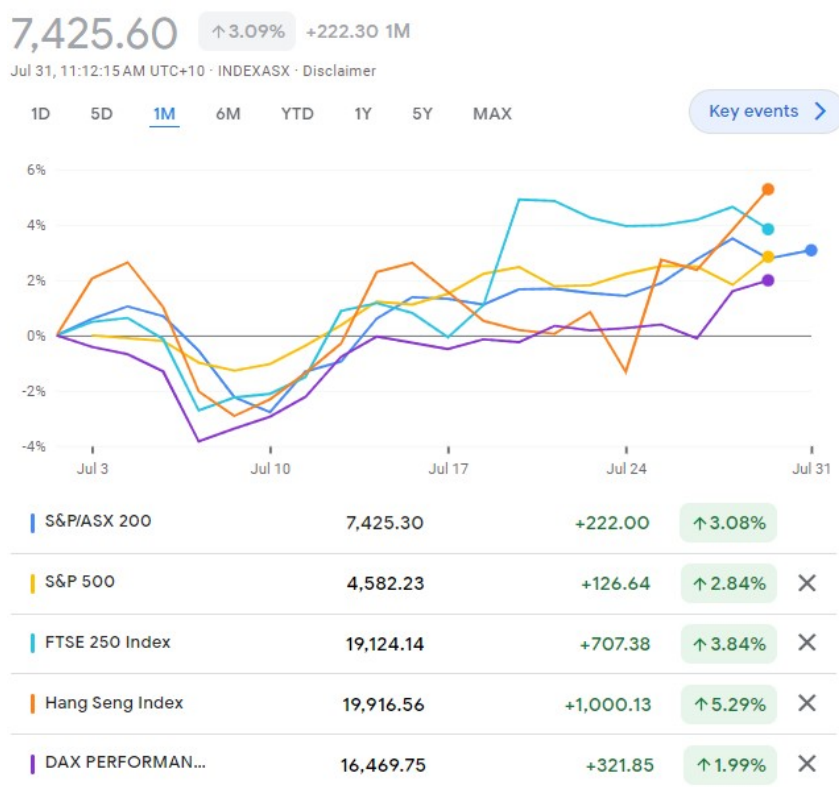 7,425.60 ↑3.09% +222.30 1M
Jul 31, 11:12:15 AM UTC+10 · INDEXASX · Disclaimer
1D 5D 1M 6M YTD 1Y 5Y MAX Key events
6%
4%
2%
0%
-2%
-4%
Jul 3 Jul 10 Jul 17 Jul 24 Jul 31
S&P/ASX 200 7,425.30 +222.00 ↑3.08%
S&P 500 4,582.23 +126.64 ↑2.84%
FTSE 250 Index 19,124.14 +707.38 ↑3.84%
Hang Seng Index 19,916.56 +1,000.13 ↑5.29%
DAX PERFORMAN... 16,469.75 +321.85 ↑1.99%